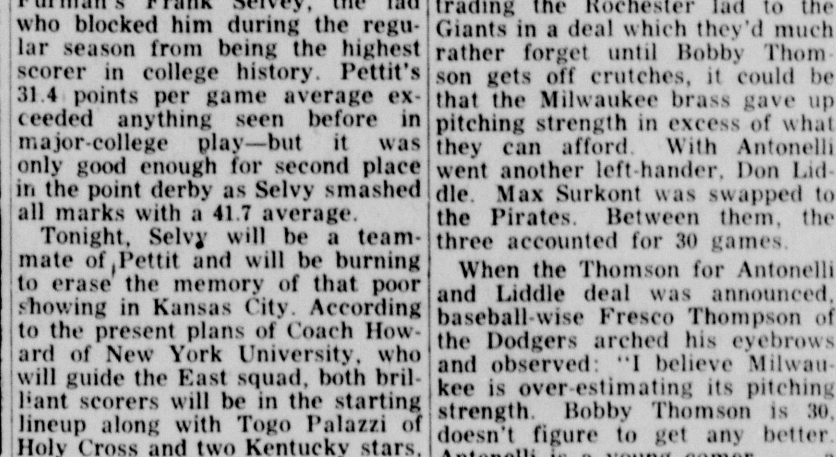 Furman's Frank Selvey, the lad
who blocked him during the regu-
lar season from being the highest
scorer in college history. Pettit's
31.4 points per game average ex-
ceeded anything seen before in
major-college play—but it was
only good enough for second place
in the point derby as Selvy smashed
all marks with a 41.7 average.
Tonight, Selvy will be a team-
mate of Pettit and will be burning
to erase the memory of that poor
showing in Kansas City. According
to the present plans of Coach How-
ard of New York University, who
will guide the East squad, both bril-
liant scorers will be in the starting
lineup along with Togo Palazzi of
Holy Cross and two Kentucky stars,
trading the Rochester lad to the
Giants in a deal which they'd much
rather forget until Bobby Thom-
son gets off crutches, it could be
that the Milwaukee brass gave up
pitching strength in excess of what
they can afford. With Antonelli
went another left-hander, Don Lid-
dle. Max Surkont was swapped to
the Pirates. Between them, the
three accounted for 30 games.
When the Thomson for Antonelli
and Liddle deal was announced,
baseball-wise Fresco Thompson of
the Dodgers arched his eyebrows
and observed: "I believe Milwau-
kee is over-estimating its pitching
strength. Bobby Thomson is 30,
doesn't figure to get any better.
Antonelli is a young comer